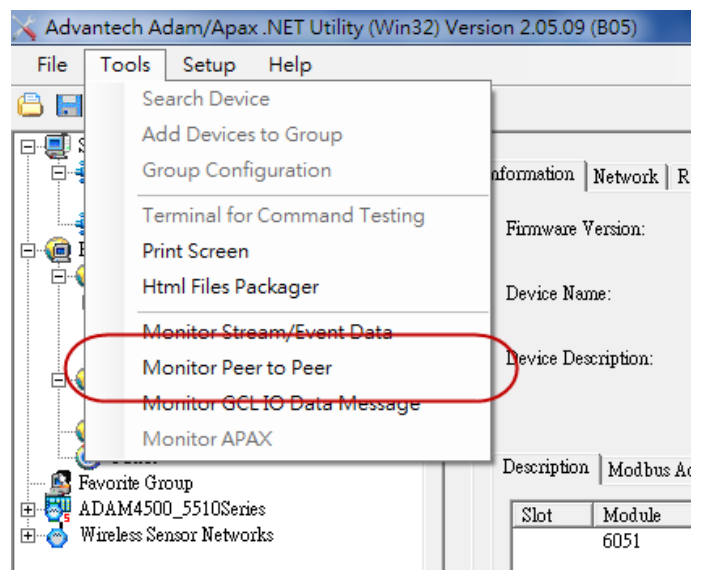 Advantech Adam/Apax .NET Utility (Win32) Version 2.05.09 (B05)
File Tools Setup Help
Search Device
Add Devices to Group
Group Configuration
Terminal for Command Testing
Print Screen
Html Files Packager
Monitor Stream/Event Data
Monitor Peer to Peer
Monitor GCL IO Data Message
Monitor APAX
Favorite Group
ADAM4500_5510Series
Wireless Sensor Networks
Network R
Firmware Version:
Device Name:
Device Description:
Description Modbus
Slot Module
6051